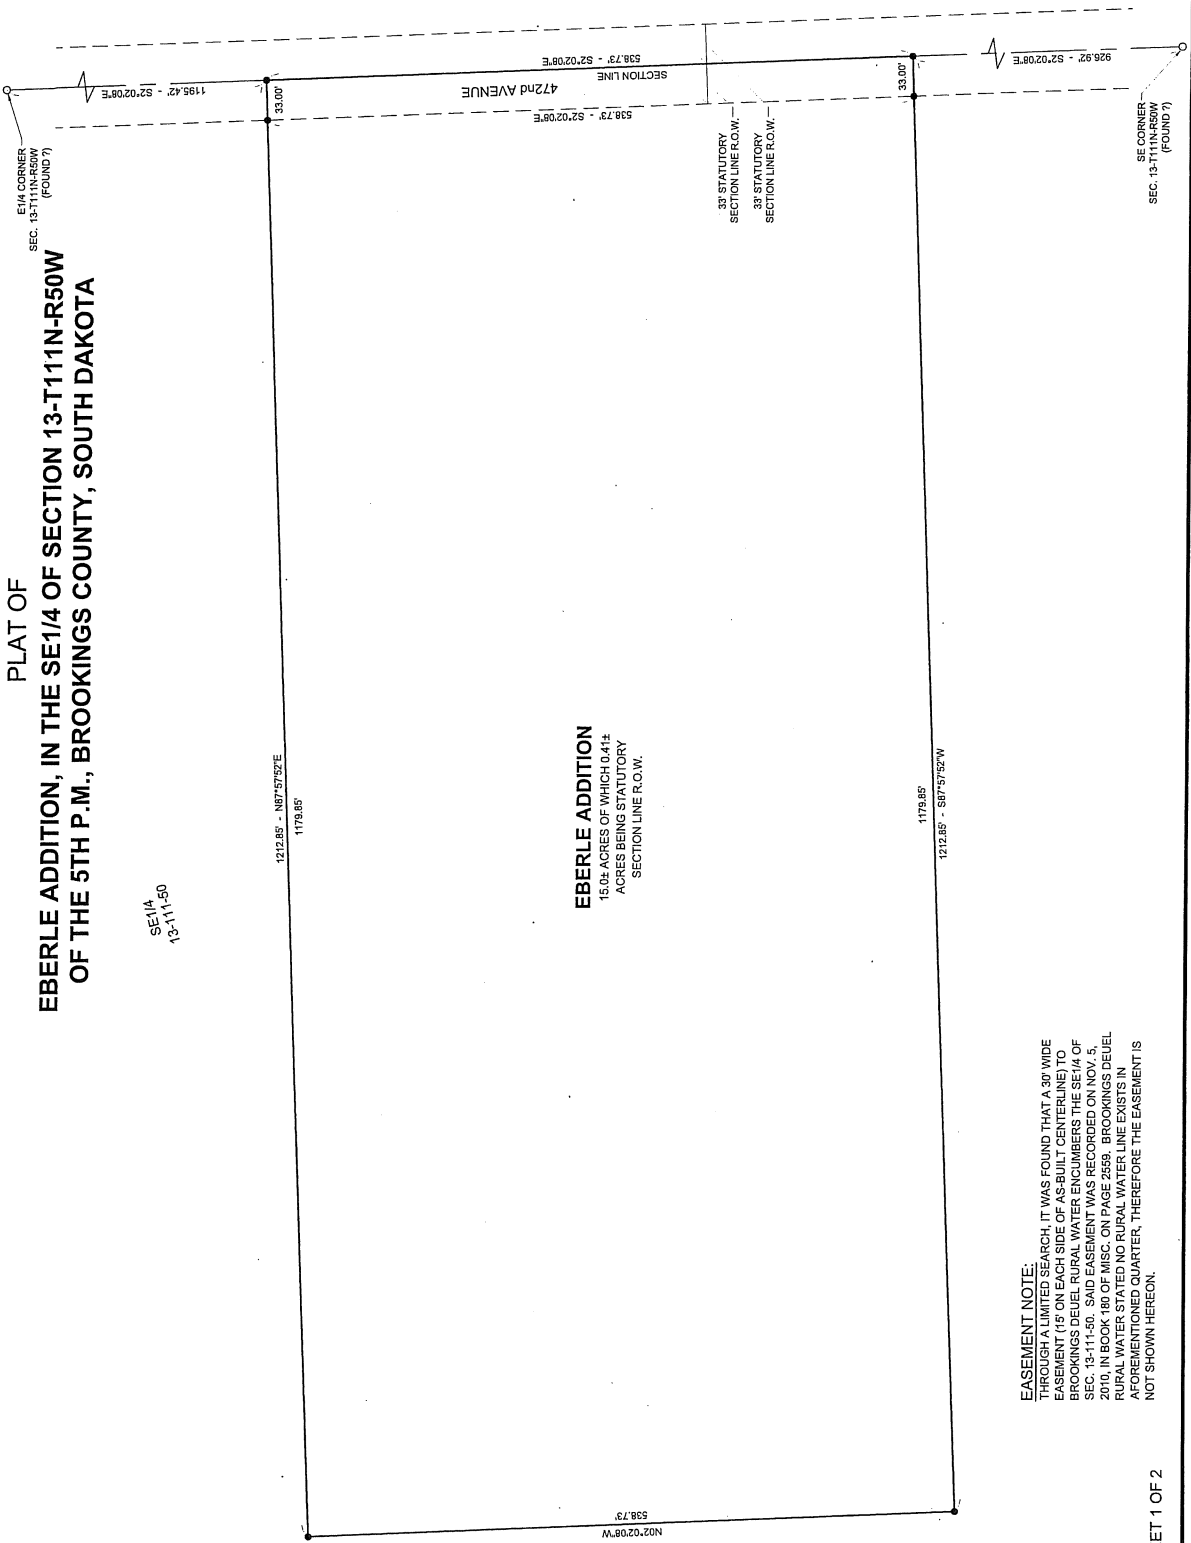 PLAT OF
EBERLE ADDITION, IN THE SE1/4 OF SECTION 13-T111N-R50W
OF THE 5TH P.M., BROOKINGS COUNTY, SOUTH DAKOTA
E1/4 CORNER
SEC. 13-T111N-R50W
(FOUND ?)
1195.42' - S2°02'08"E
33.00'
538.73' - S2°02'08"E
SECTION LINE
472nd AVENUE
538.73' - S2°02'08"E
33.00'
926.92' - S2°02'08"E
33' STATUTORY
SECTION LINE R.O.W.
33' STATUTORY
SECTION LINE R.O.W.
SE CORNER
SEC. 13-T111N-R50W
(FOUND ?)
SE1/4
13-111-50
1212.85' - N87°57'52"E
1179.85'
EBERLE ADDITION
15.0± ACRES OF WHICH 0.41±
ACRES BEING STATUTORY
SECTION LINE R.O.W.
1179.85'
1212.85' - S87°57'52"W
538.73'
N02°02'08"W
EASEMENT NOTE:
THROUGH A LIMITED SEARCH, IT WAS FOUND THAT A 30' WIDE
EASEMENT (15' ON EACH SIDE OF AS-BUILT CENTERLINE) TO
BROOKINGS DEUEL RURAL WATER ENCUMBERS THE SE1/4 OF
SEC. 13-111-50. SAID EASEMENT WAS RECORDED ON NOV. 5,
2010, IN BOOK 180 OF MISC. ON PAGE 2559. BROOKINGS DEUEL
RURAL WATER STATED NO RURAL WATER LINE EXISTS IN
AFOREMENTIONED QUARTER, THEREFORE THE EASEMENT IS
NOT SHOWN HEREON.
ET 1 OF 2